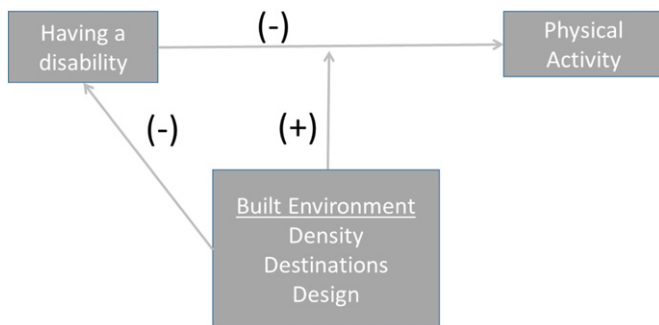 Having a
disability
(-)
Physical
Activity
(-)
(+)
Built Environment
Density
Destinations
Design